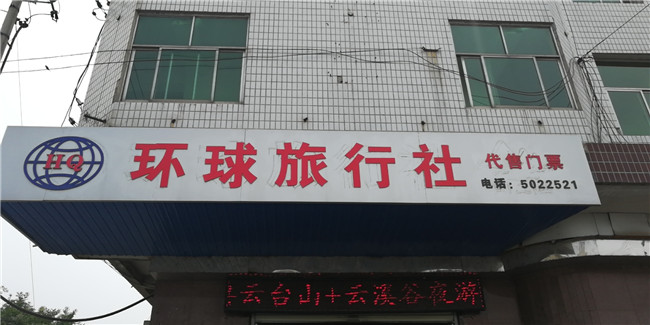 HQ
环球旅行社
代售门票
电话：5022521
云台山+云溪谷夜游